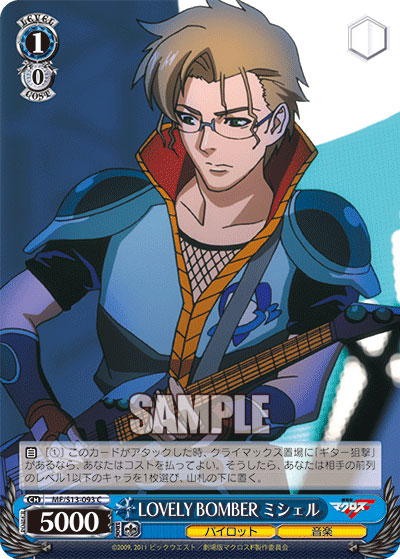 LEVEL
1
0
COST
SAMPLE
【自】[①] このカードがアタックした時、クライマックス置場に「ギター狙撃」
があるなら、あなたはコストを払ってよい。そうしたら、あなたは相手の前列
のレベル1以下のキャラを1枚選び、山札の下に置く。
CH MF/S13-093 C
POWER
5000
LOVELY BOMBER ミシェル
劇場版 マクロスF
パイロット 音楽
©2009, 2011 ビックウエスト/劇場版マクロスF製作委員会